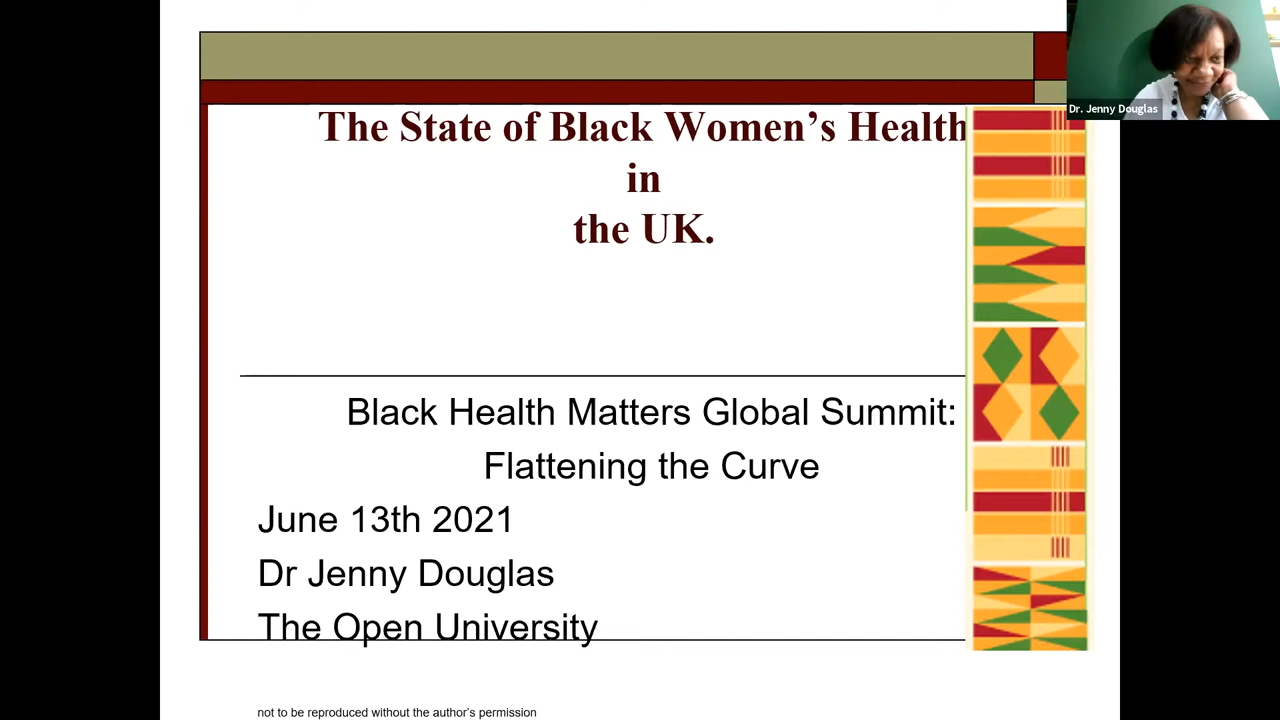 The State of Black Women’s Health
in
the UK.
Dr. Jenny Douglas
Black Health Matters Global Summit:
Flattening the Curve
June 13th 2021
Dr Jenny Douglas
The Open University
not to be reproduced without the author’s permission